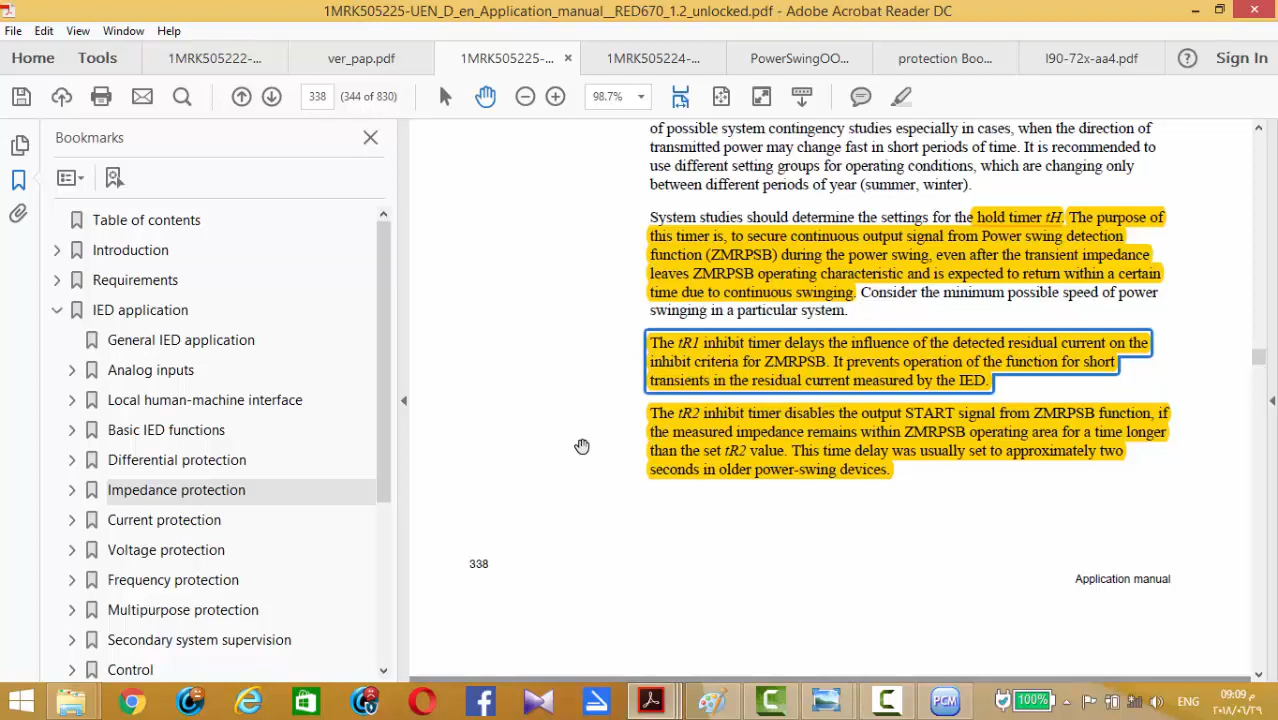 1MRK505225-UEN_D_en_Application_manual__RED670_1.2_unlocked.pdf - Adobe Acrobat Reader DC
File Edit View Window Help
Home Tools 1MRK505222-... ver_pap.pdf 1MRK505225-... 1MRK505224-... PowerSwingOO... protection Boo... I90-72x-aa4.pdf Sign In
338 (344 of 830) 98.7%
Bookmarks
Table of contents
Introduction
Requirements
IED application
General IED application
Analog inputs
Local human-machine interface
Basic IED functions
Differential protection
Impedance protection
Current protection
Voltage protection
Frequency protection
Multipurpose protection
Secondary system supervision
Control
of possible system contingency studies especially in cases, when the direction of
transmitted power may change fast in short periods of time. It is recommended to
use different setting groups for operating conditions, which are changing only
between different periods of year (summer, winter).
System studies should determine the settings for the hold timer tH. The purpose of
this timer is, to secure continuous output signal from Power swing detection
function (ZMRPSB) during the power swing, even after the transient impedance
leaves ZMRPSB operating characteristic and is expected to return within a certain
time due to continuous swinging. Consider the minimum possible speed of power
swinging in a particular system.
The tR1 inhibit timer delays the influence of the detected residual current on the
inhibit criteria for ZMRPSB. It prevents operation of the function for short
transients in the residual current measured by the IED.
The tR2 inhibit timer disables the output START signal from ZMRPSB function, if
the measured impedance remains within ZMRPSB operating area for a time longer
than the set tR2 value. This time delay was usually set to approximately two
seconds in older power-swing devices.
338
Application manual
PCM 100% ENG
م 09:09
٢٠١٨/٠٦/٢٩